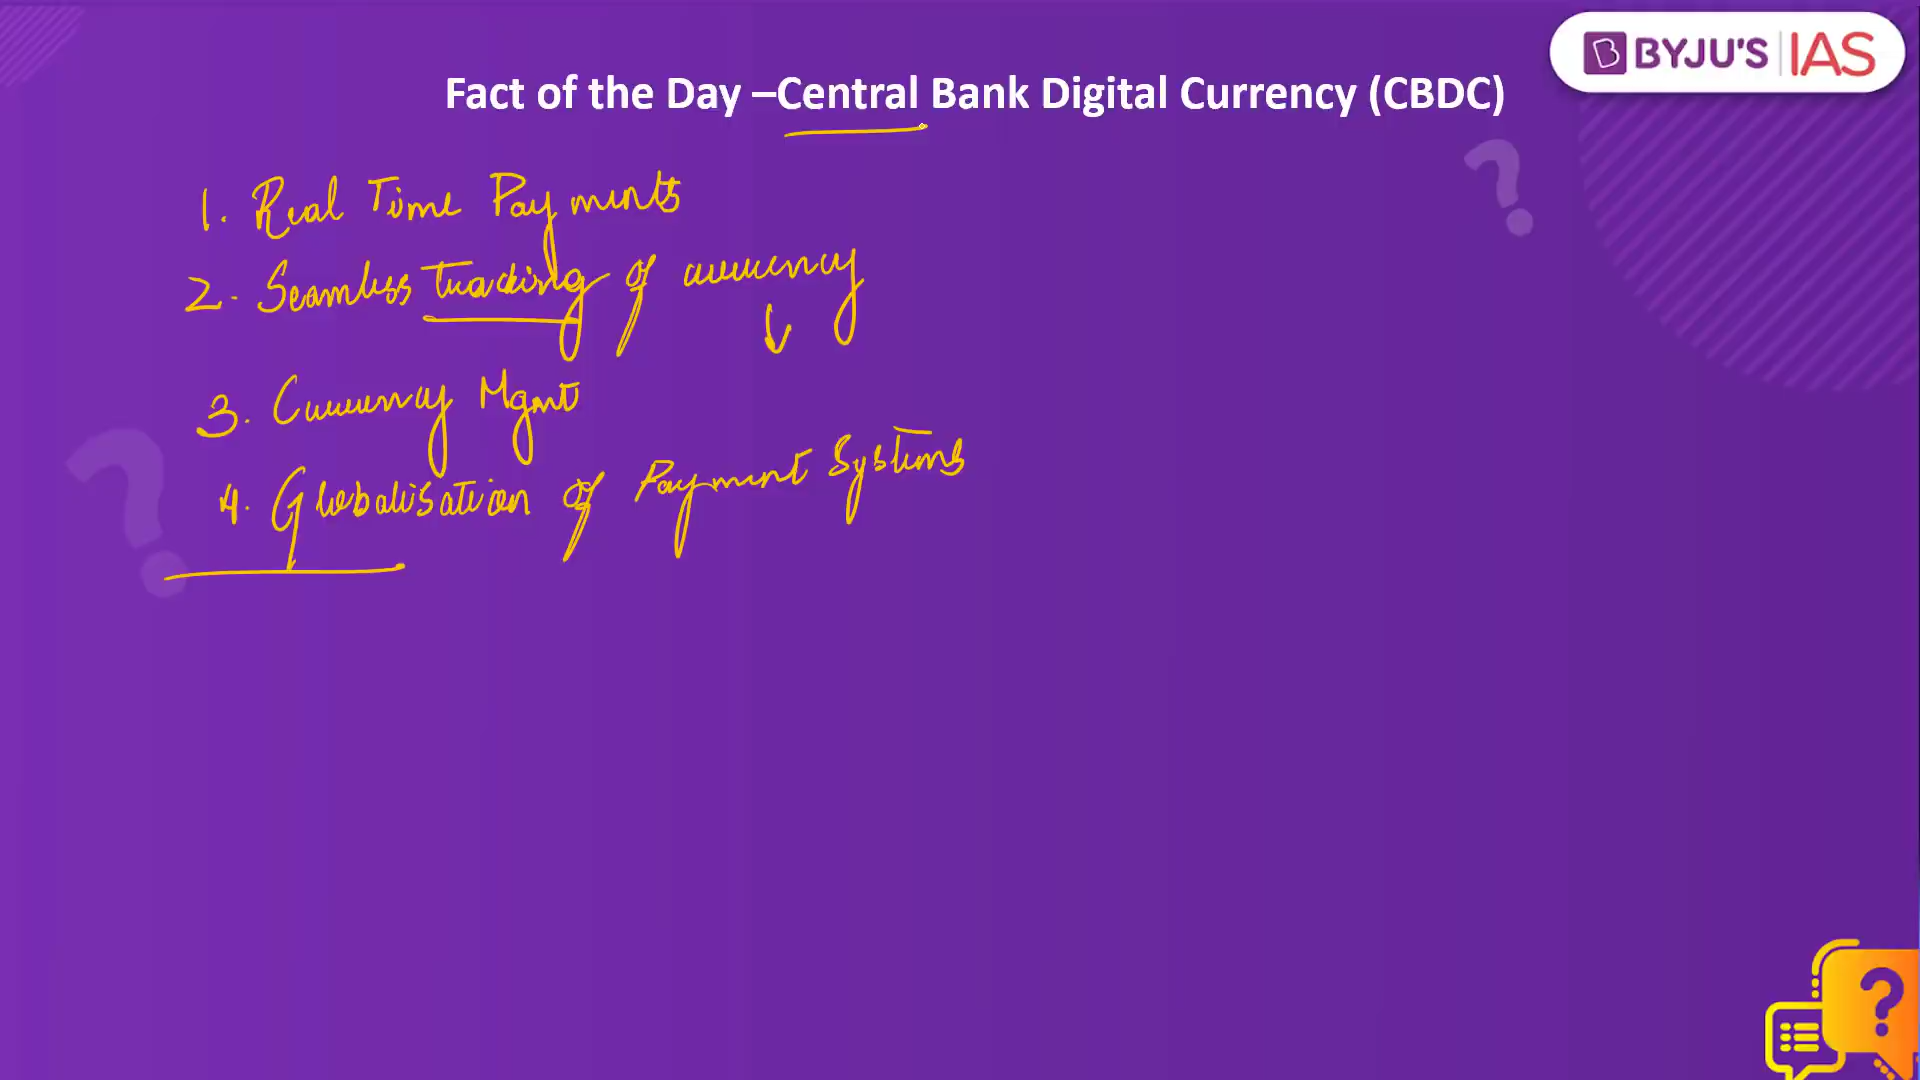 BYJU'S IAS
Fact of the Day –Central Bank Digital Currency (CBDC)
1. Real Time Payments
2. Seamless tracking of currency
3. Currency Mgmt
4. Globalisation of Payment Systems